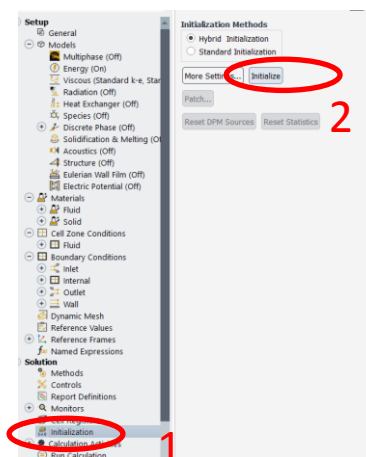 Setup
General
Models
Multiphase (Off)
Energy (On)
Viscous (Standard k-e, Star
Radiation (Off)
Heat Exchanger (Off)
Species (Off)
Discrete Phase (Off)
Solidification & Melting (Of
Acoustics (Off)
Structure (Off)
Eulerian Wall Film (Off)
Electric Potential (Off)
Materials
Fluid
Solid
Cell Zone Conditions
Fluid
Boundary Conditions
Inlet
Internal
Outlet
Wall
Dynamic Mesh
Reference Values
Reference Frames
Named Expressions
Solution
Methods
Controls
Report Definitions
Monitors
Cell Regist
Initialization
1
Calculation Activities
Run Calculation
Initialization Methods
Hybrid Initialization
Standard Initialization
More Settings... Initialize
Patch...
2
Reset DPM Sources Reset Statistics